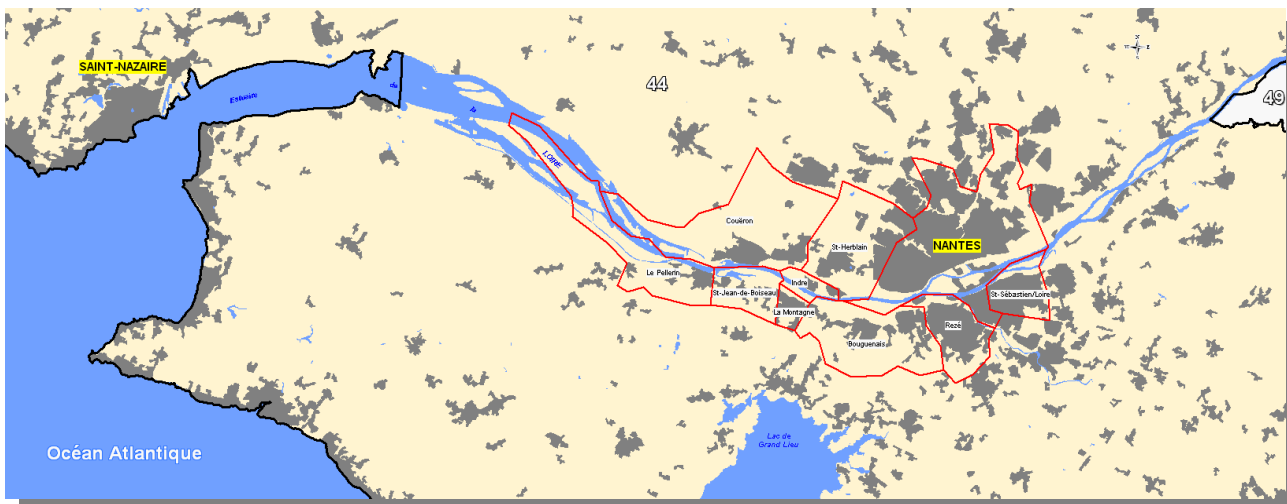 SAINT-NAZAIRE
44
49
Estuaire
de
la
LOIRE
Couëron
St-Herblain
NANTES
Le Pellerin
Indre
St-Jean-de-Boiseau
St-Sébastien/Loire
La Montagne
Rezé
Bouguenais
Lac de
Grand Lieu
Océan Atlantique